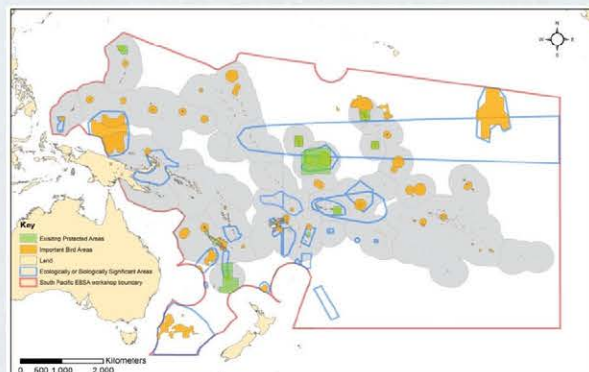 N
W E
S
Key
Existing Protected Areas
Important Bird Areas
Land
Ecologically or Biologically Significant Areas
South Pacific EBSA workshop boundary
Kilometers
0 500 1,000 2,000